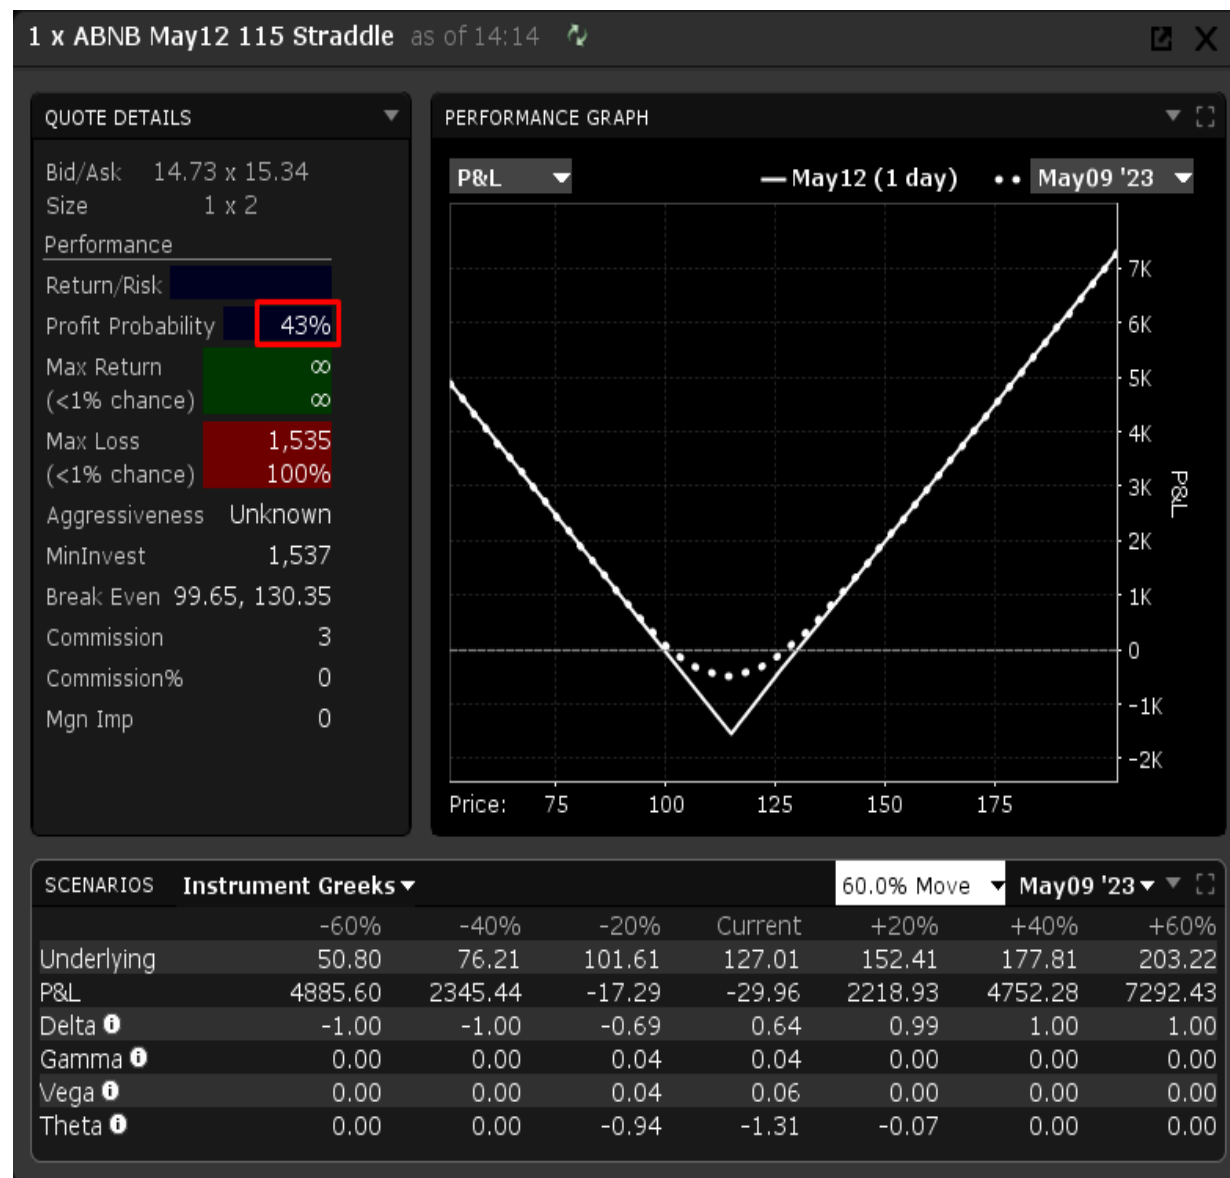 1 x ABNB May12 115 Straddle as of 14:14
QUOTE DETAILS
Bid/Ask 14.73 x 15.34
Size 1 x 2
Performance
Return/Risk
Profit Probability 43%
Max Return ∞
(<1% chance) ∞
Max Loss 1,535
(<1% chance) 100%
Aggressiveness Unknown
MinInvest 1,537
Break Even 99.65, 130.35
Commission 3
Commission% 0
Mgn Imp 0
PERFORMANCE GRAPH
P&L May12 (1 day) May09 '23
7K
6K
5K
4K
3K
2K
1K
0
-1K
-2K
P&L
Price: 75 100 125 150 175
SCENARIOS Instrument Greeks 60.0% Move May09 '23
-60% -40% -20% Current +20% +40% +60%
Underlying 50.80 76.21 101.61 127.01 152.41 177.81 203.22
P&L 4885.60 2345.44 -17.29 -29.96 2218.93 4752.28 7292.43
Delta i -1.00 -1.00 -0.69 0.64 0.99 1.00 1.00
Gamma i 0.00 0.00 0.04 0.04 0.00 0.00 0.00
Vega i 0.00 0.00 0.04 0.06 0.00 0.00 0.00
Theta i 0.00 0.00 -0.94 -1.31 -0.07 0.00 0.00